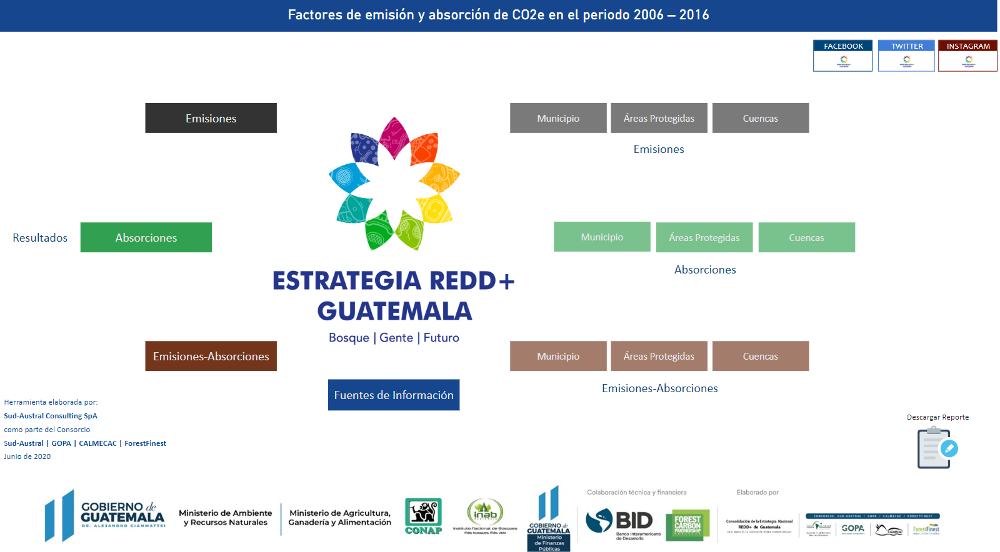 Factores de emisión y absorción de CO2e en el periodo 2006 – 2016
FACEBOOK
TWITTER
INSTAGRAM
Emisiones
Municipio
Áreas Protegidas
Cuencas
Emisiones
Resultados
Absorciones
Municipio
Áreas Protegidas
Cuencas
Absorciones
ESTRATEGIA REDD+
GUATEMALA
Bosque | Gente | Futuro
Emisiones-Absorciones
Municipio
Áreas Protegidas
Cuencas
Emisiones-Absorciones
Fuentes de Información
Herramienta elaborada por:
Sud-Austral Consulting SpA
como parte del Consorcio
Sud-Austral | GOPA | CALMECAC | ForestFinest
Junio de 2020
Descargar Reporte
GOBIERNO de
GUATEMALA
DR. ALEJANDRO GIAMMATTEI
Ministerio de Ambiente
y Recursos Naturales
Ministerio de Agricultura,
Ganadería y Alimentación
CONAP
inab
Instituto Nacional de Bosques
Más bosques, más vida
GOBIERNO de
GUATEMALA
Ministerio
de Finanzas
Públicas
Colaboración técnica y financiera
BID
Banco Interamericano
de Desarrollo
FOREST
CARBON
PARTNERSHIP
Elaborado por
Consolidación de la Estrategia Nacional
REDD+ de Guatemala
CONSORCIO: SUD-AUSTRAL / GOPA / CALMECAC / FORESTFINEST
GOPA
CALMECAC
ForestFinest